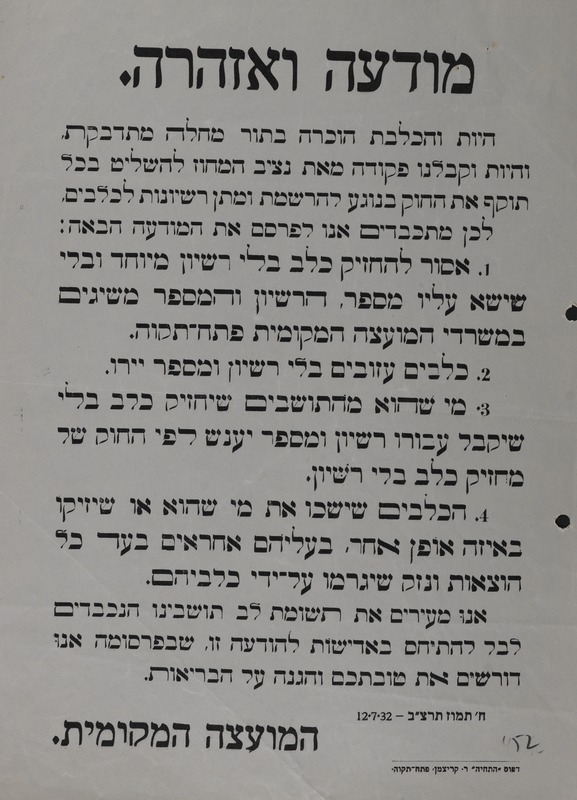 מודעה ואזהרה.
היות והכלבת הוכרה בתור מחלה מתדבקת,
והיות וקבלנו פקודה מאת נציב המחוז להשליט בכל
תוקף את החוק בנוגע להרשמת ומתן רשיונות לכלבים,
לכן מתכבדים אנו לפרסם את המודעה הבאה:
1. אסור להחזיק כלב בלי רשיון מיוחד ובלי
שישא עליו מספר, הרשיון והמספר משיגים
במשרדי המועצה המקומית פתח־תקוה.
2. כלבים עזובים בלי רשיון ומספר יירו.
3. מי שהוא מהתושבים שיחזיק כלב בלי
שיקבל עבורו רשיון ומספר יענש לפי החוק של
מחזיק כלב בלי רשיון.
4. הכלבים שישכו את מי שהוא או שיזיקו
באיזה אופן אחר, בעליהם אחראים בעד כל
הוצאות ונזק שיגרמו על־ידי כלביהם.
אנו מעירים את תשומת לב תושבינו הנכבדים
לבל להתיחס באדישות להודעה זו, שבפרסומה אנו
דורשים את טובתכם והגנה על הבריאות.
ח׳ תמוז תרצ״ב – 12·7·32
המועצה המקומית.
דפוס "התחיה" ר. קריצמן, פתח־תקוה.